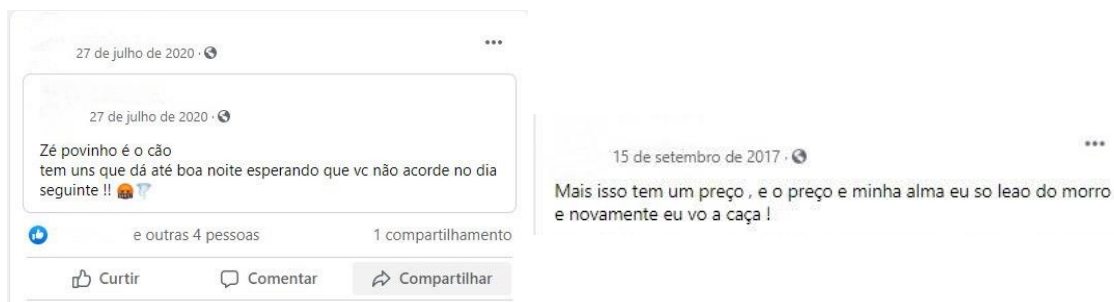 27 de julho de 2020 ·
27 de julho de 2020 ·
Zé povinho é o cão
tem uns que dá até boa noite esperando que vc não acorde no dia
seguinte !!
e outras 4 pessoas
1 compartilhamento
Curtir
Comentar
Compartilhar
15 de setembro de 2017 ·
Mais isso tem um preço , e o preço e minha alma eu so leao do morro
e novamente eu vo a caça !